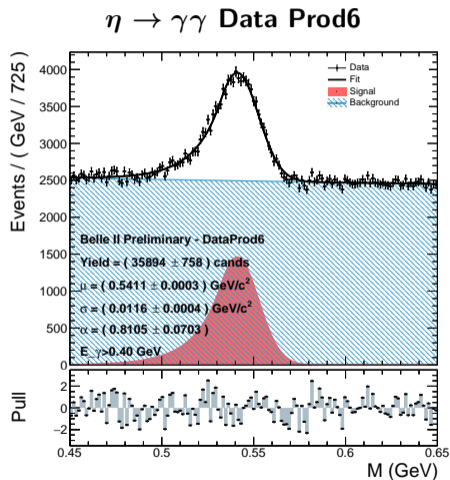 η → γγ Data Prod6
Events / ( GeV / 725 )
4000
3500
3000
2500
2000
1500
1000
500
0
Data
Fit
Signal
Background
Belle II Preliminary - DataProd6
Yield = ( 35894 ± 758 ) cands
μ = ( 0.5411 ± 0.0003 ) GeV/c²
σ = ( 0.0116 ± 0.0004 ) GeV/c²
α = ( 0.8105 ± 0.0703 )
E_γ>0.40 GeV
Pull
2
0
−2
0.45 0.5 0.55 0.6 0.65
M (GeV)